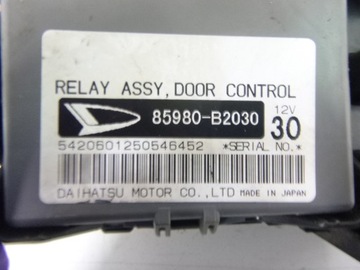 RELAY ASSY, DOOR CONTROL
85980-B2030
12V
30
5420601250546452 *SERIAL NO.*
DAIHATSU MOTOR CO., LTD MADE IN JAPAN